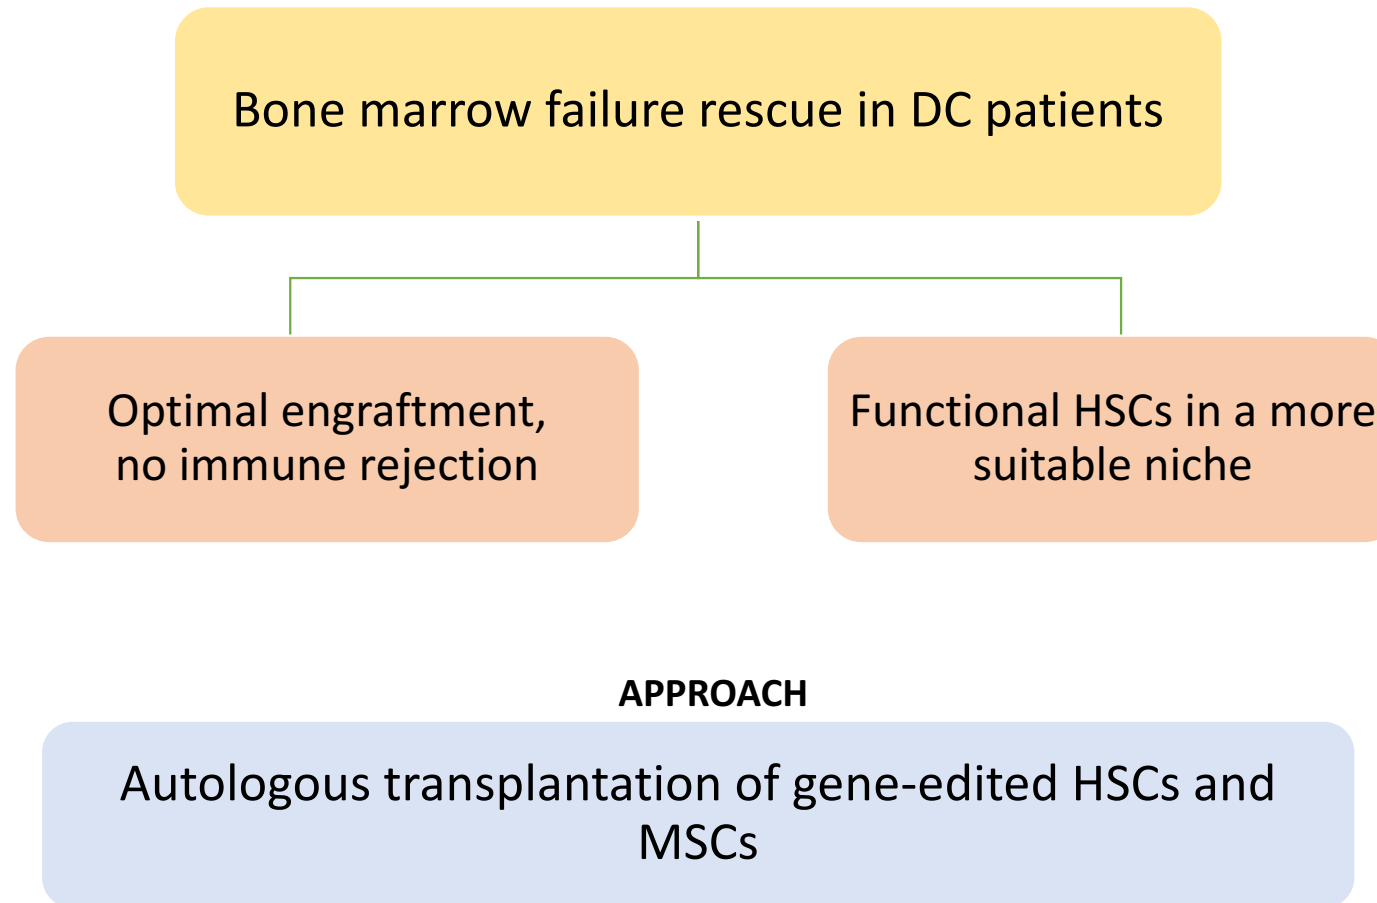 Bone marrow failure rescue in DC patients
Optimal engraftment,
no immune rejection
Functional HSCs in a more
suitable niche
APPROACH
Autologous transplantation of gene-edited HSCs and
MSCs